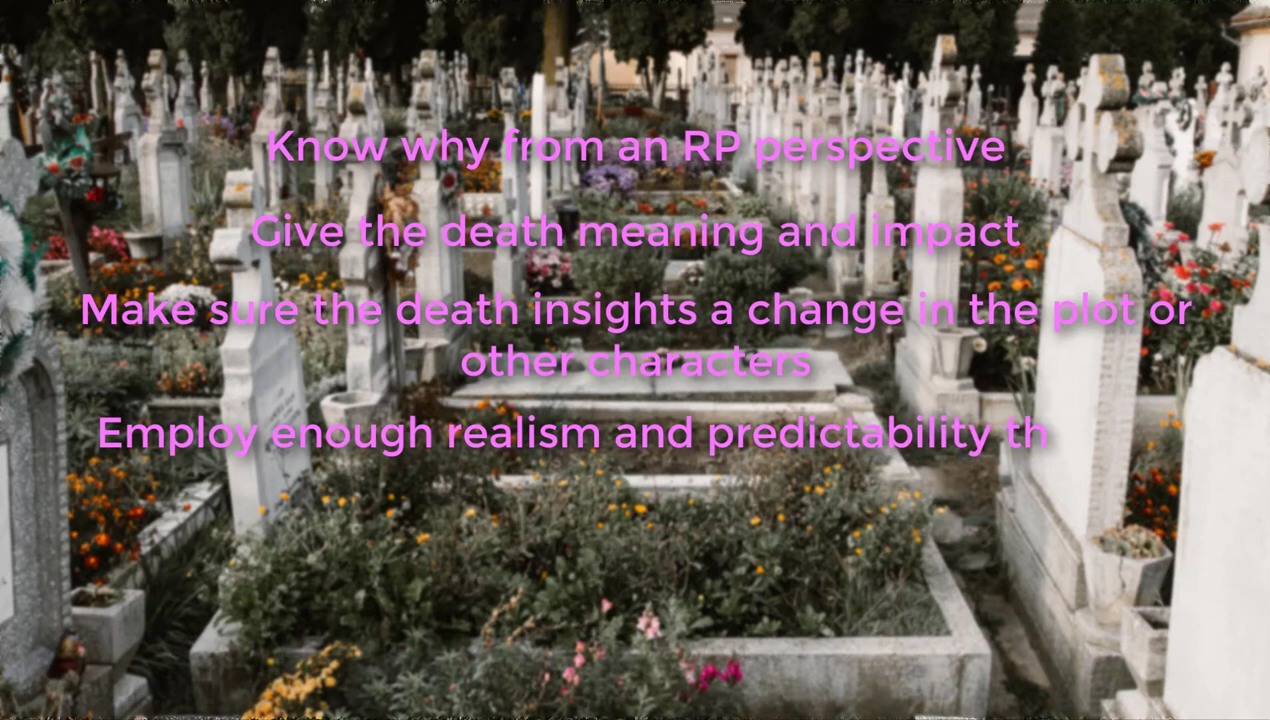 Know why from an RP perspective
Give the death meaning and impact
Make sure the death insights a change in the plot or
other characters
Employ enough realism and predictability th